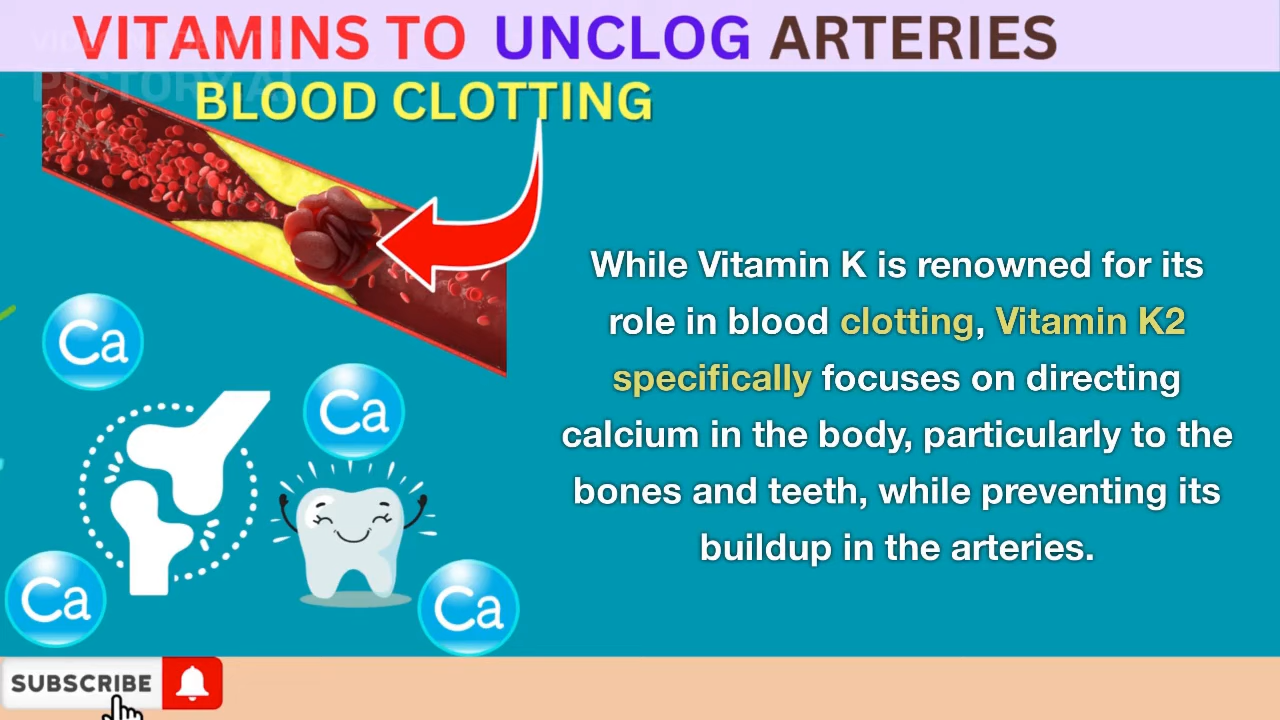 VITAMINS TO UNCLOG ARTERIES
PICTORY.AI
BLOOD CLOTTING
While Vitamin K is renowned for its
role in blood clotting, Vitamin K2
specifically focuses on directing
calcium in the body, particularly to the
bones and teeth, while preventing its
buildup in the arteries.
Ca
Ca
Ca
Ca
SUBSCRIBE